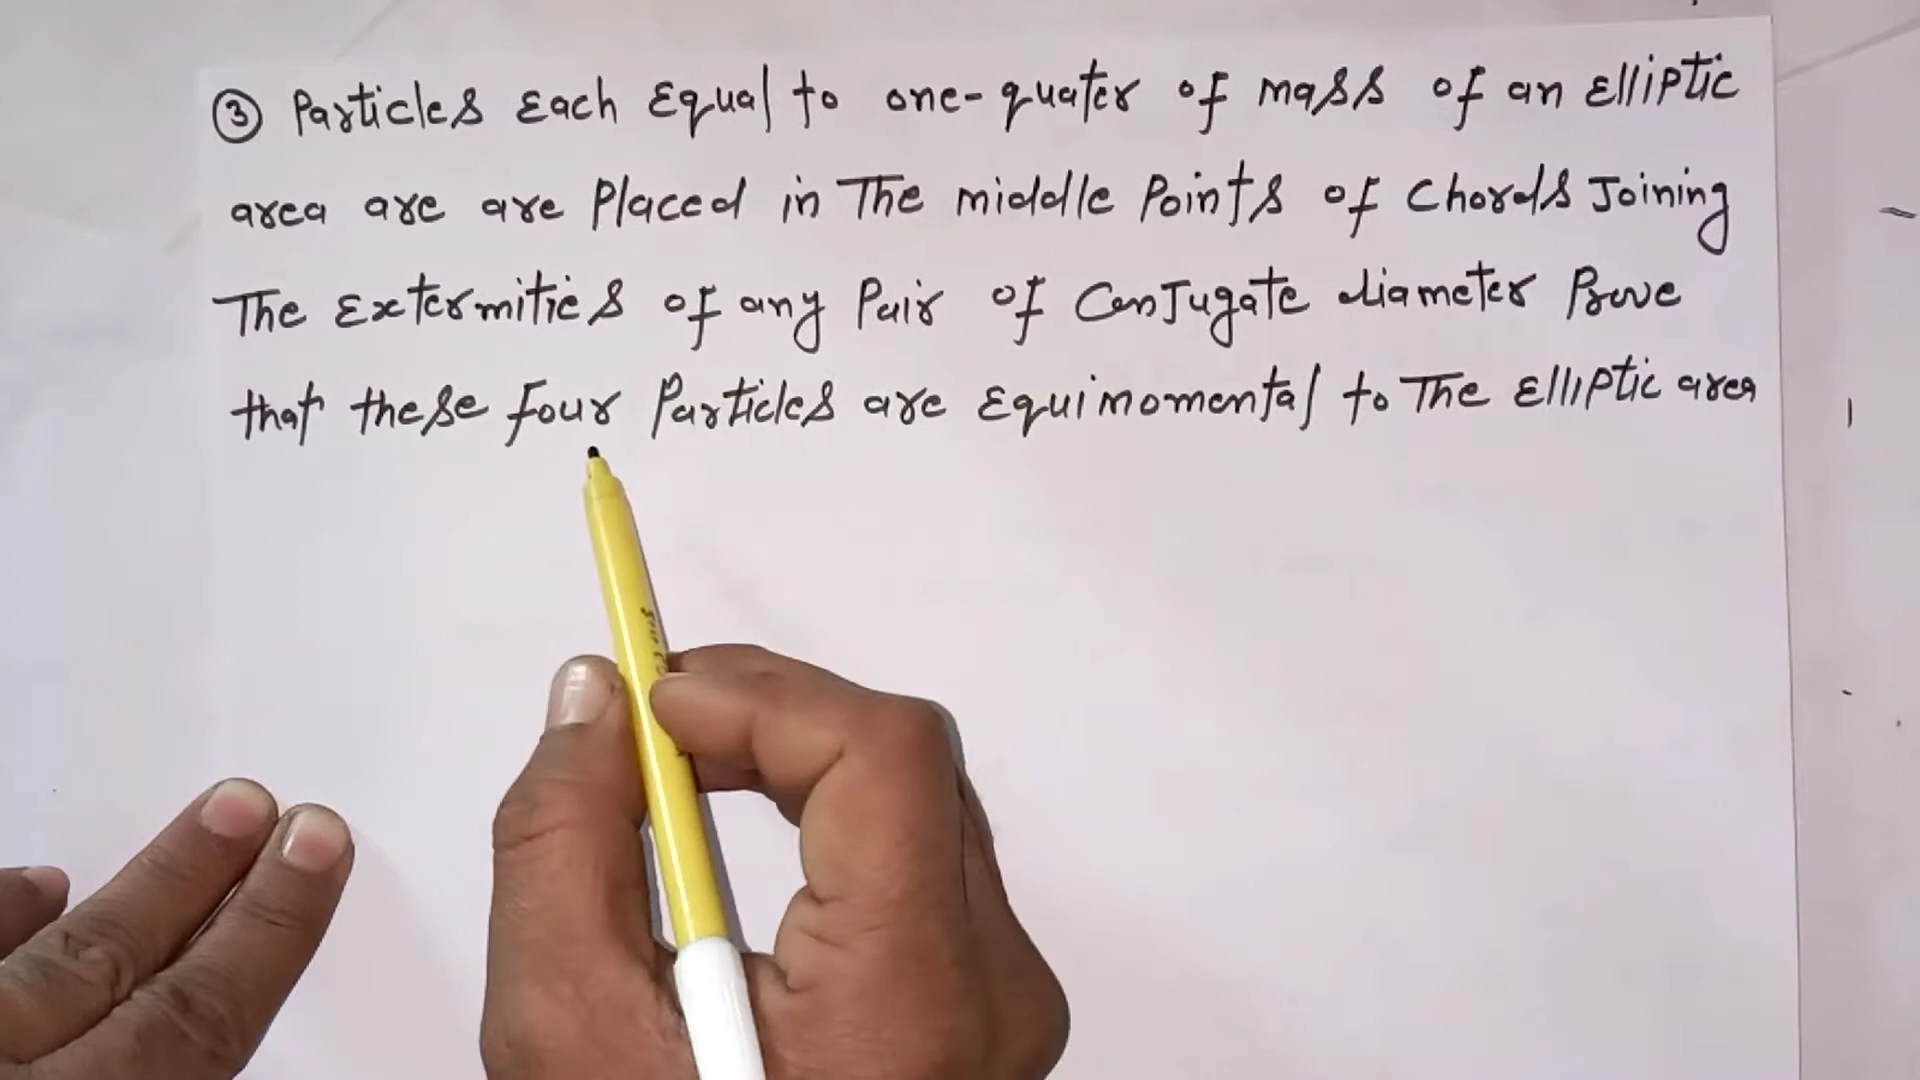 ③ Particles Each Equal to one-quater of mass of an Elliptic
area are are Placed in The middle Points of Chords Joining
The Extermities of any Pair of Conjugate diameter Prove
that these four Particles are Equimomental to The Elliptic area